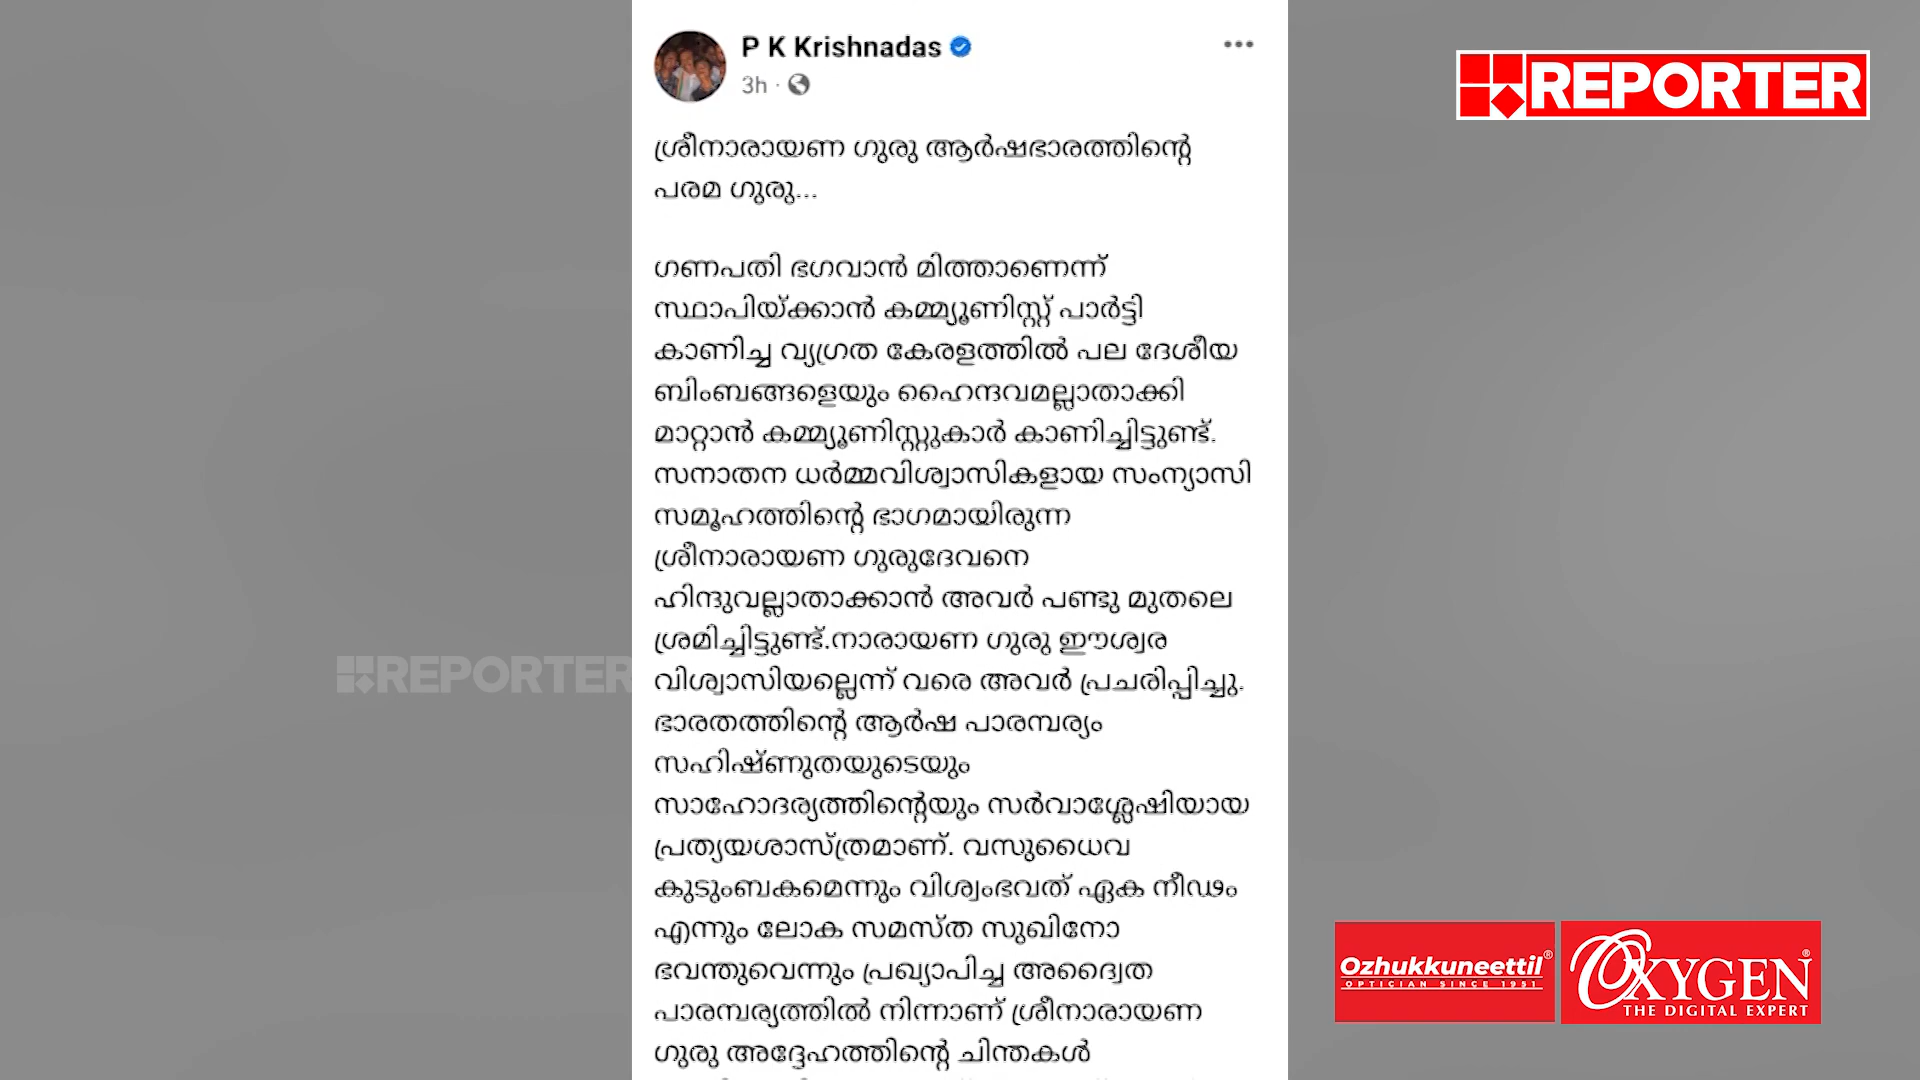 P K Krishnadas
3h ·
REPORTER
ശ്രീനാരായണ ഗുരു ആർഷഭാരത്തിന്റെ
പരമ ഗുരു...
ഗണപതി ഭഗവാൻ മിത്താണെന്ന്
സ്ഥാപിയ്ക്കാൻ കമ്മ്യൂണിസ്റ്റ് പാർട്ടി
കാണിച്ച വ്യഗ്രത കേരളത്തിൽ പല ദേശീയ
ബിംബങ്ങളെയും ഹൈന്ദവമല്ലാതാക്കി
മാറ്റാൻ കമ്മ്യൂണിസ്റ്റുകാർ കാണിച്ചിട്ടുണ്ട്.
സനാതന ധർമ്മവിശ്വാസികളായ സംന്യാസി
സമൂഹത്തിന്റെ ഭാഗമായിരുന്ന
ശ്രീനാരായണ ഗുരുദേവനെ
ഹിന്ദുവല്ലാതാക്കാൻ അവർ പണ്ടു മുതലെ
ശ്രമിച്ചിട്ടുണ്ട്.നാരായണ ഗുരു ഈശ്വര
REPORTER
വിശ്വാസിയല്ലെന്ന് വരെ അവർ പ്രചരിപ്പിച്ചു.
ഭാരതത്തിന്റെ ആർഷ പാരമ്പര്യം
സഹിഷ്ണുതയുടെയും
സാഹോദര്യത്തിന്റെയും സർവാശ്ലേഷിയായ
പ്രത്യയശാസ്ത്രമാണ്. വസുധൈവ
കുടുംബകമെന്നും വിശ്വംഭവത് ഏക നീഢം
എന്നും ലോക സമസ്ത സുഖിനോ
ഭവന്തുവെന്നും പ്രഖ്യാപിച്ച അദ്വൈത
പാരമ്പര്യത്തിൽ നിന്നാണ് ശ്രീനാരായണ
ഗുരു അദ്ദേഹത്തിന്റെ ചിന്തകൾ
Ozhukkuneettil®
OPTICIAN SINCE 1951
OXYGEN®
THE DIGITAL EXPERT